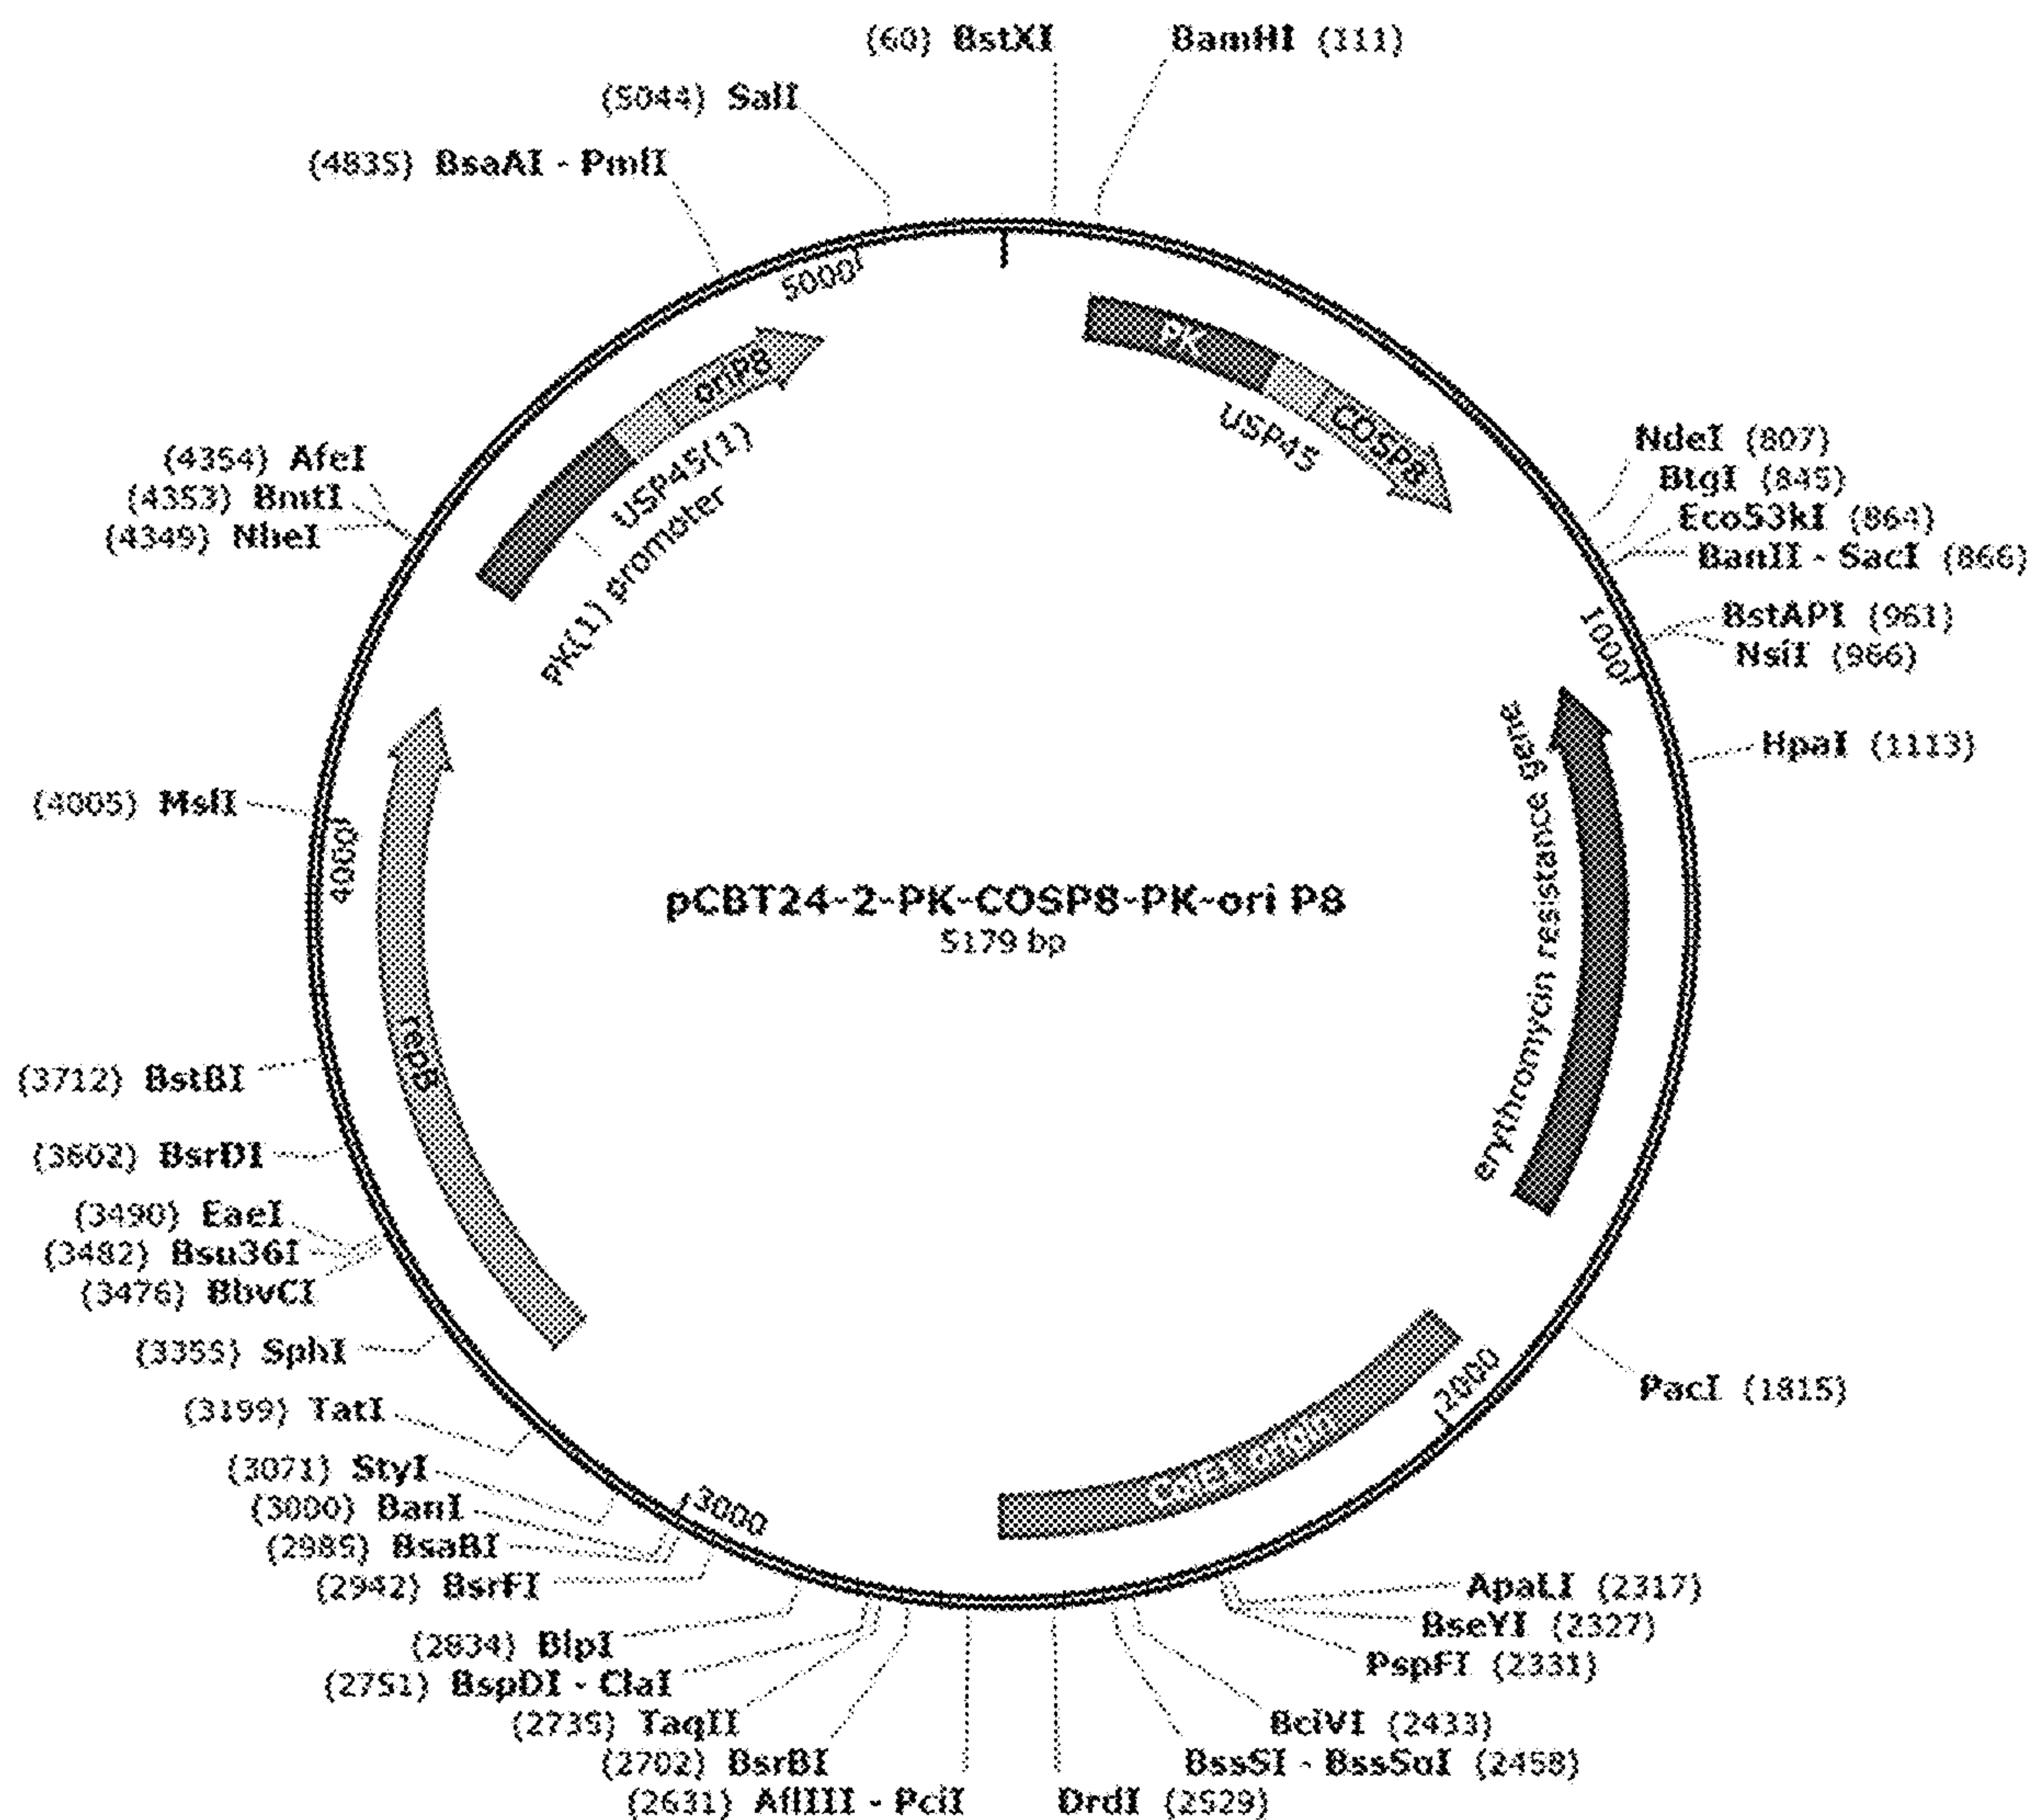 (60) BstXI
BamHI (111)
(5044) SalI
(4835) BsaAI - PmlI
5000
PK
oriP8
USP45
COSP8
USP45(1)
PK(1) promoter
NdeI (807)
BtgI (845)
Eco53kI (864)
BanII - SacI (866)
BstAPI (961)
NsiI (966)
1000
HpaI (1113)
(4354) AfeI
(4353) BmtI
(4349) NheI
erythromycin resistance gene
(4005) MslI
4000
pCBT24-2-PK-COSP8-PK-ori P8
5179 bp
repB
(3712) BstBI
(3602) BsrDI
(3490) EaeI
(3482) Bsu36I
(3476) BbvCI
(3355) SphI
(3199) TatI
(3071) StyI
(3000) BanI
(2985) BsaBI
(2942) BsrFI
3000
2000
PacI (1815)
ColE1 origin
ApaLI (2317)
BseYI (2327)
PspFI (2331)
(2834) BlpI
(2751) BspDI - ClaI
(2735) TaqII
(2702) BsrBI
(2631) AflIII - PciI
BciVI (2433)
BssSI - BssSαI (2458)
DrdI (2529)